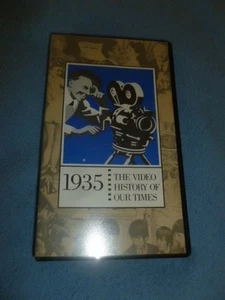 1935
THE VIDEO
HISTORY OF
OUR TIMES